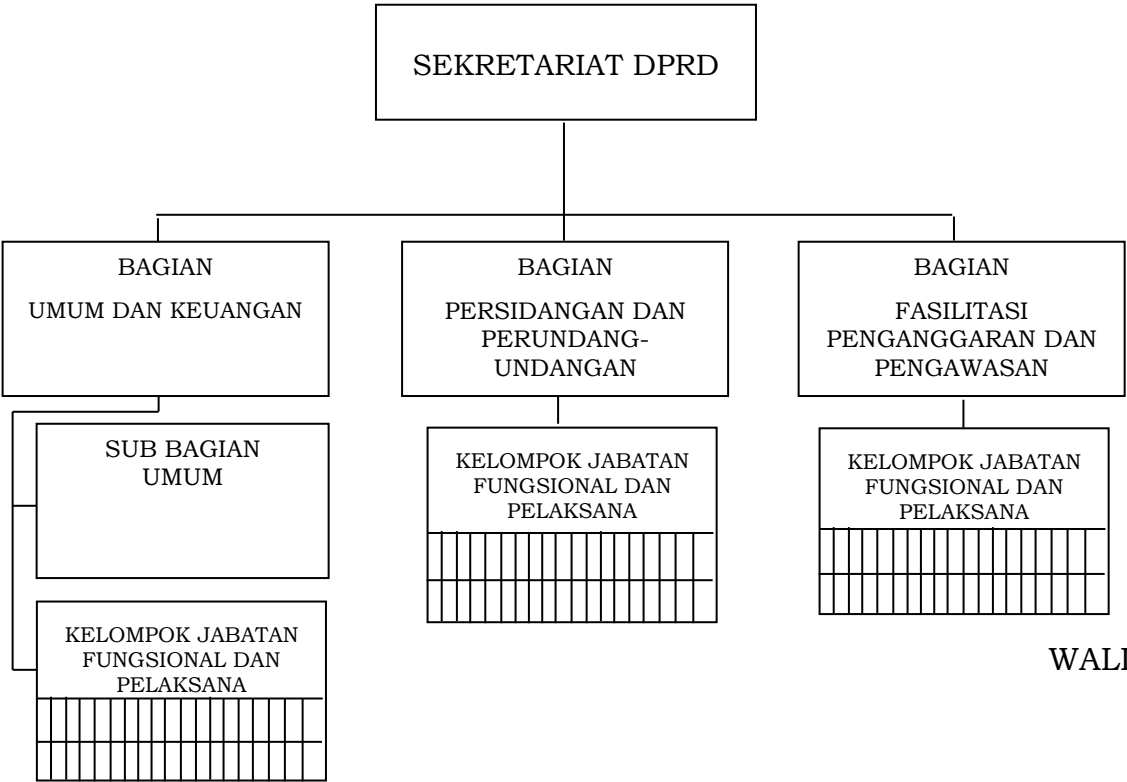 SEKRETARIAT DPRD
BAGIAN
UMUM DAN KEUANGAN
BAGIAN
PERSIDANGAN DAN
PERUNDANG-
UNDANGAN
BAGIAN
FASILITASI
PENGANGGARAN DAN
PENGAWASAN
SUB BAGIAN
UMUM
KELOMPOK JABATAN
FUNGSIONAL DAN
PELAKSANA
KELOMPOK JABATAN
FUNGSIONAL DAN
PELAKSANA
KELOMPOK JABATAN
FUNGSIONAL DAN
PELAKSANA